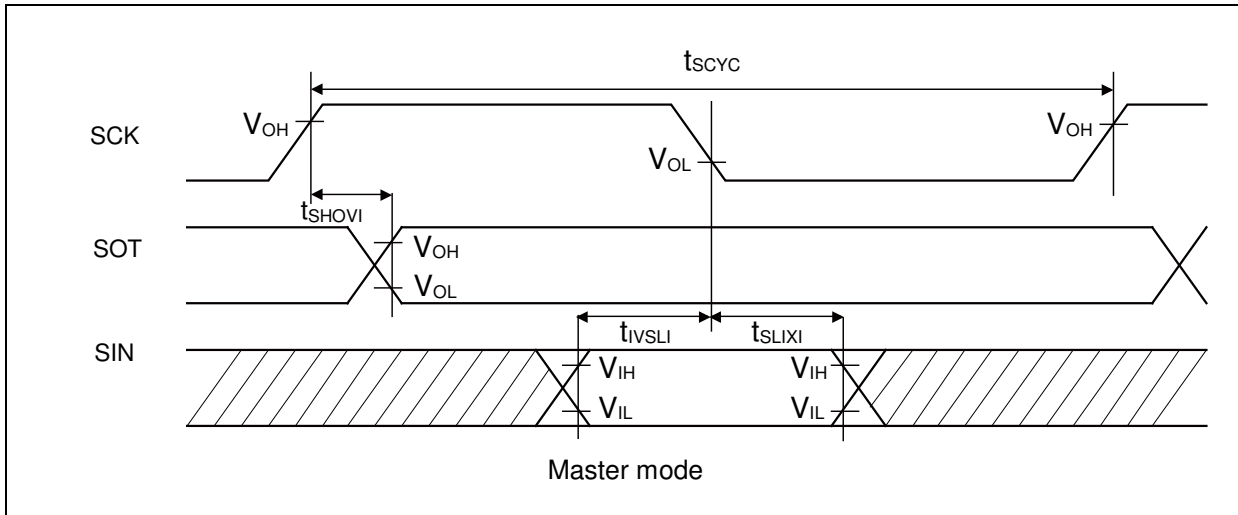 tSCYC
SCK
VOH
VOL
VOH
tSHOVI
SOT
VOH
VOL
tIVSLI
tSLIXI
SIN
VIH
VIL
VIH
VIL
Master mode